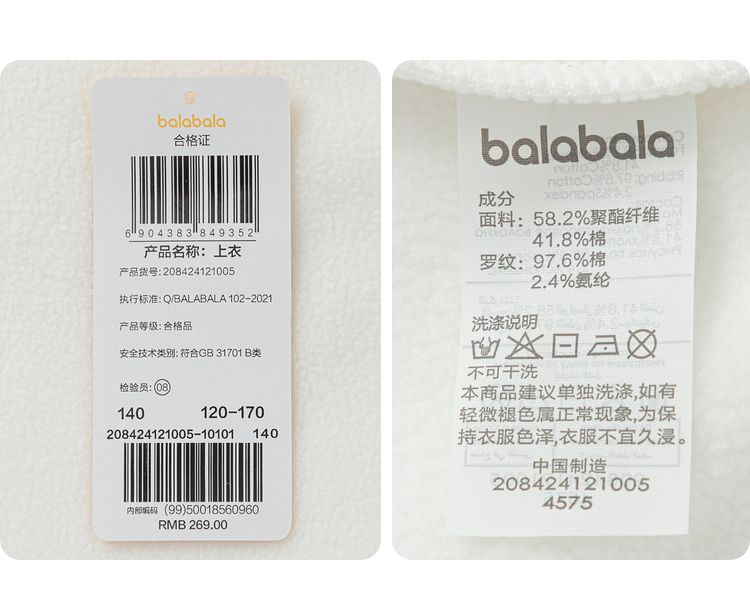 balabala
合格证
6 904383 849352
产品名称: 上衣
产品货号: 208424121005
执行标准: Q/BALABALA 102-2021
产品等级: 合格品
安全技术类别: 符合GB 31701 B类
检验员: 08
140 120-170
208424121005-10101 140
内部编码 (99)50018560960
RMB 269.00
balabala
成分
面料: 58.2%聚酯纤维
41.8%棉
罗纹: 97.6%棉
2.4%氨纶
洗涤说明
不可干洗
本商品建议单独洗涤,如有
轻微褪色属正常现象,为保
持衣服色泽,衣服不宜久浸。
中国制造
208424121005
4575